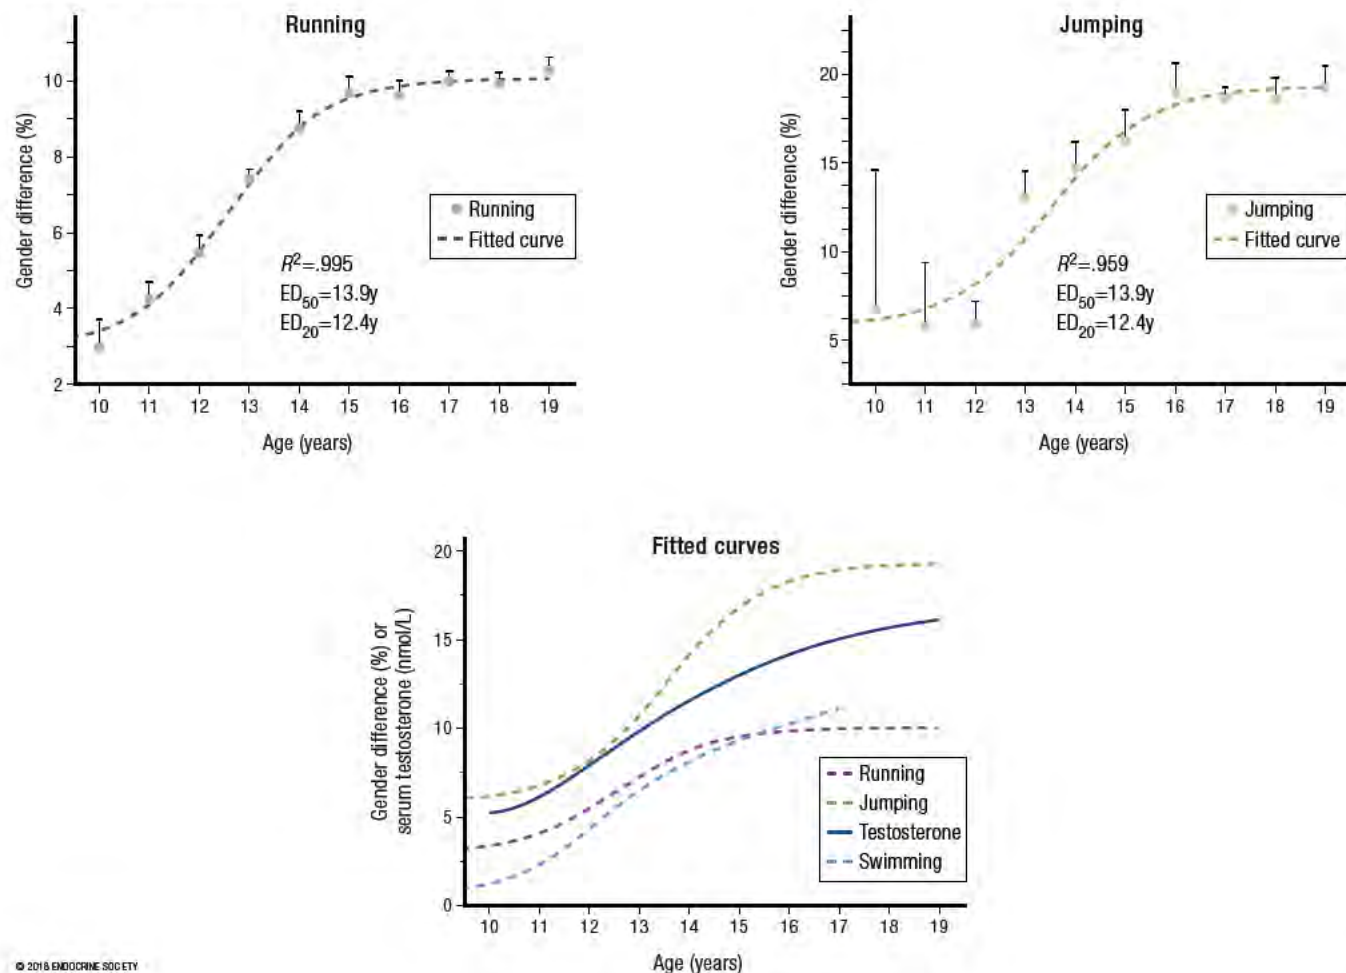 Running
Gender difference (%)
10
8
6
4
2
Running
Fitted curve
R²=.995
ED50=13.9y
ED20=12.4y
10 11 12 13 14 15 16 17 18 19
Age (years)
Jumping
Gender difference (%)
20
15
10
5
Jumping
Fitted curve
R²=.959
ED50=13.9y
ED20=12.4y
10 11 12 13 14 15 16 17 18 19
Age (years)
Fitted curves
Gender difference (%) or
serum testosterone (nmol/L)
20
15
10
5
0
Running
Jumping
Testosterone
Swimming
10 11 12 13 14 15 16 17 18 19
Age (years)
© 2018 ENDOCRINE SOCIETY